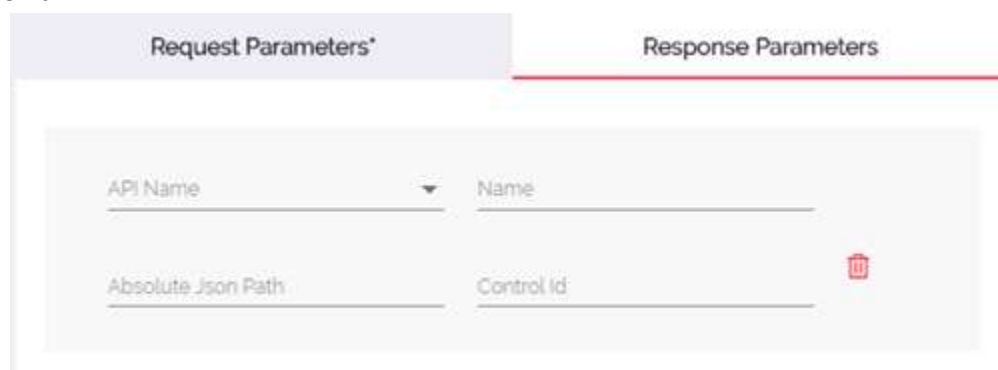 Request Parameters*
Response Parameters
API Name
Name
Absolute Json Path
Control Id